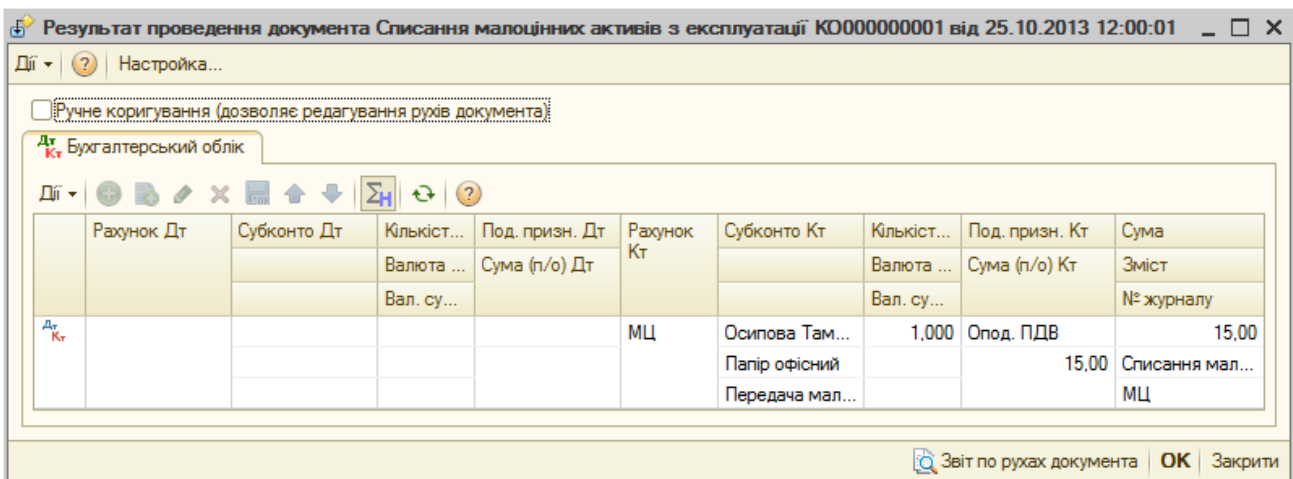 Результат проведення документа Списання малоцінних активів з експлуатації КО000000001 від 25.10.2013 12:00:01
Дії Настройка...
Ручне коригування (дозволяє редагування рухів документа)
Дт Кт Бухгалтерський облік
Дії
Рахунок Дт Субконто Дт Кількіст... Под. призн. Дт Рахунок Кт Субконто Кт Кількіст... Под. призн. Кт Сума
Валюта ... Сума (п/о) Дт Валюта ... Сума (п/о) Кт Зміст
Вал. су... Вал. су... № журналу
Дт Кт МЦ Осипова Там... 1,000 Опод. ПДВ 15,00
Папір офісний 15,00 Списання мал...
Передача мал... МЦ
Звіт по рухах документа OK Закрити